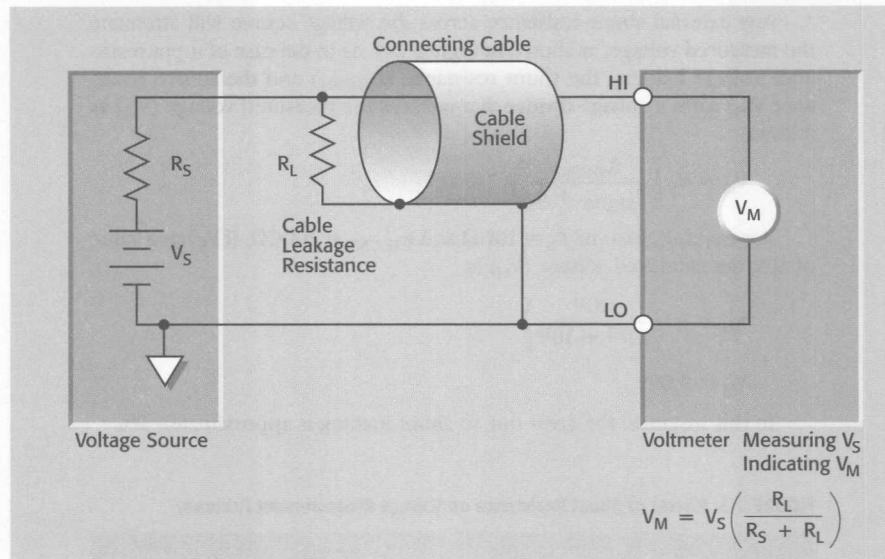 Connecting Cable
HI
Cable
Shield
R_S
R_L
V_M
Cable
Leakage
Resistance
V_S
LO
Voltage Source
Voltmeter Measuring V_S
Indicating V_M
V_M = V_S ( R_L / (R_S + R_L) )